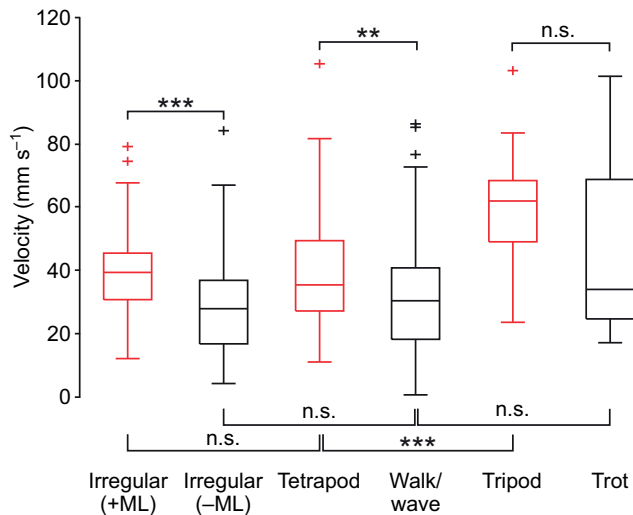 120
100
80
60
40
20
0
Velocity (mm s⁻¹)
***
**
n.s.
n.s.
n.s.
n.s.
***
Irregular
(+ML)
Irregular
(–ML)
Tetrapod
Walk/
wave
Tripod
Trot